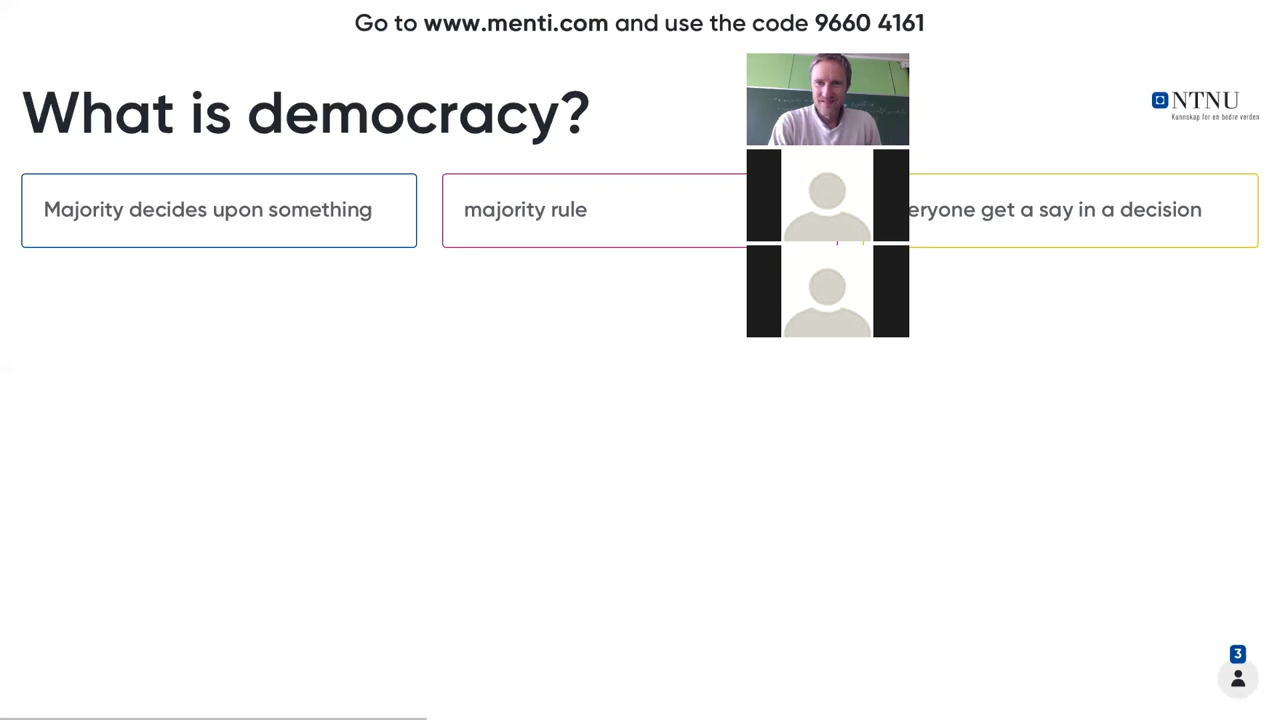 Go to www.menti.com and use the code 9660 4161
What is democracy?
NTNU
Kunnskap for en bedre verden
Majority decides upon something
majority rule
eryone get a say in a decision
3